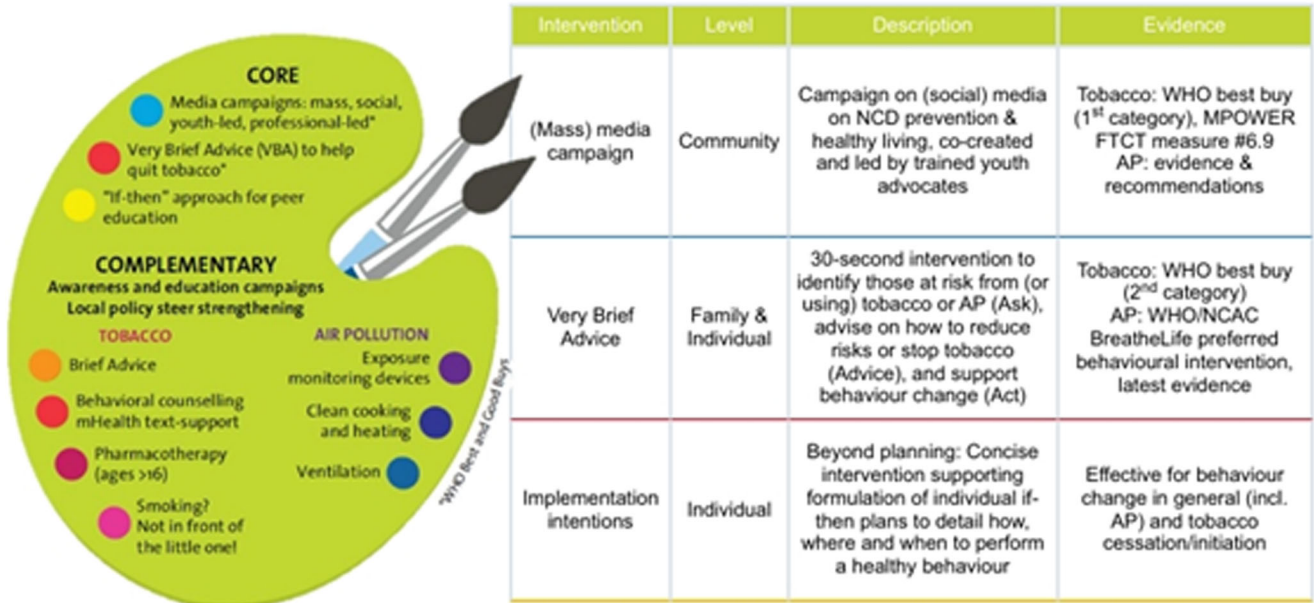 CORE
Media campaigns: mass, social,
youth-led, professional-led*
Very Brief Advice (VBA) to help
quit tobacco*
"If-then" approach for peer
education
COMPLEMENTARY
Awareness and education campaigns
Local policy steer strengthening
TOBACCO
Brief Advice
Behavioral counselling
mHealth text-support
Pharmacotherapy
(ages >16)
Smoking?
Not in front of
the little one!
AIR POLLUTION
Exposure
monitoring devices
Clean cooking
and heating
Ventilation
*WHO Best and Good Buys
Intervention
Level
Description
Evidence
(Mass) media
campaign
Community
Campaign on (social) media
on NCD prevention &
healthy living, co-created
and led by trained youth
advocates
Tobacco: WHO best buy
(1st category), MPOWER
FTCT measure #6.9
AP: evidence &
recommendations
Very Brief
Advice
Family &
Individual
30-second intervention to
identify those at risk from (or
using) tobacco or AP (Ask),
advise on how to reduce
risks or stop tobacco
(Advice), and support
behaviour change (Act)
Tobacco: WHO best buy
(2nd category)
AP: WHO/NCAC
BreatheLife preferred
behavioural intervention,
latest evidence
Implementation
intentions
Individual
Beyond planning: Concise
intervention supporting
formulation of individual if-
then plans to detail how,
where and when to perform
a healthy behaviour
Effective for behaviour
change in general (incl.
AP) and tobacco
cessation/initiation